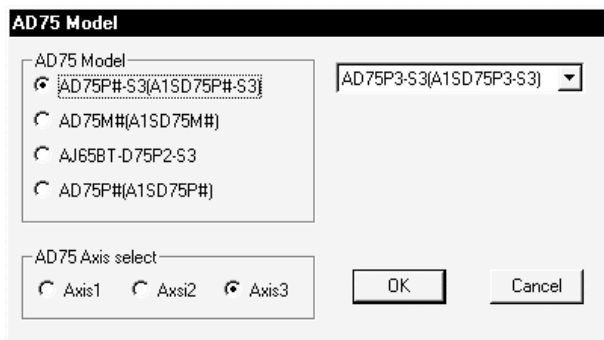 AD75 Model
AD75 Model
AD75P#-S3(A1SD75P#-S3)
AD75P3-S3(A1SD75P3-S3)
AD75M#(A1SD75M#)
AJ65BT-D75P2-S3
AD75P#(A1SD75P#)
AD75 Axis select
Axis1 Axsi2 Axis3
OK Cancel